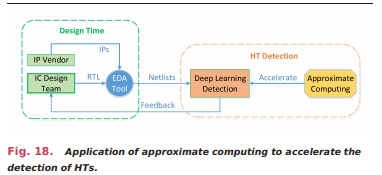 Design Time
IPs
HT Detection
IP Vendor
IC Design
Team
RTL
EDA
Tool
Netlists
Deep Learning
Detection
Accelerate
Approximate
Computing
Feedback
Fig. 18. Application of approximate computing to accelerate the
detection of HTs.